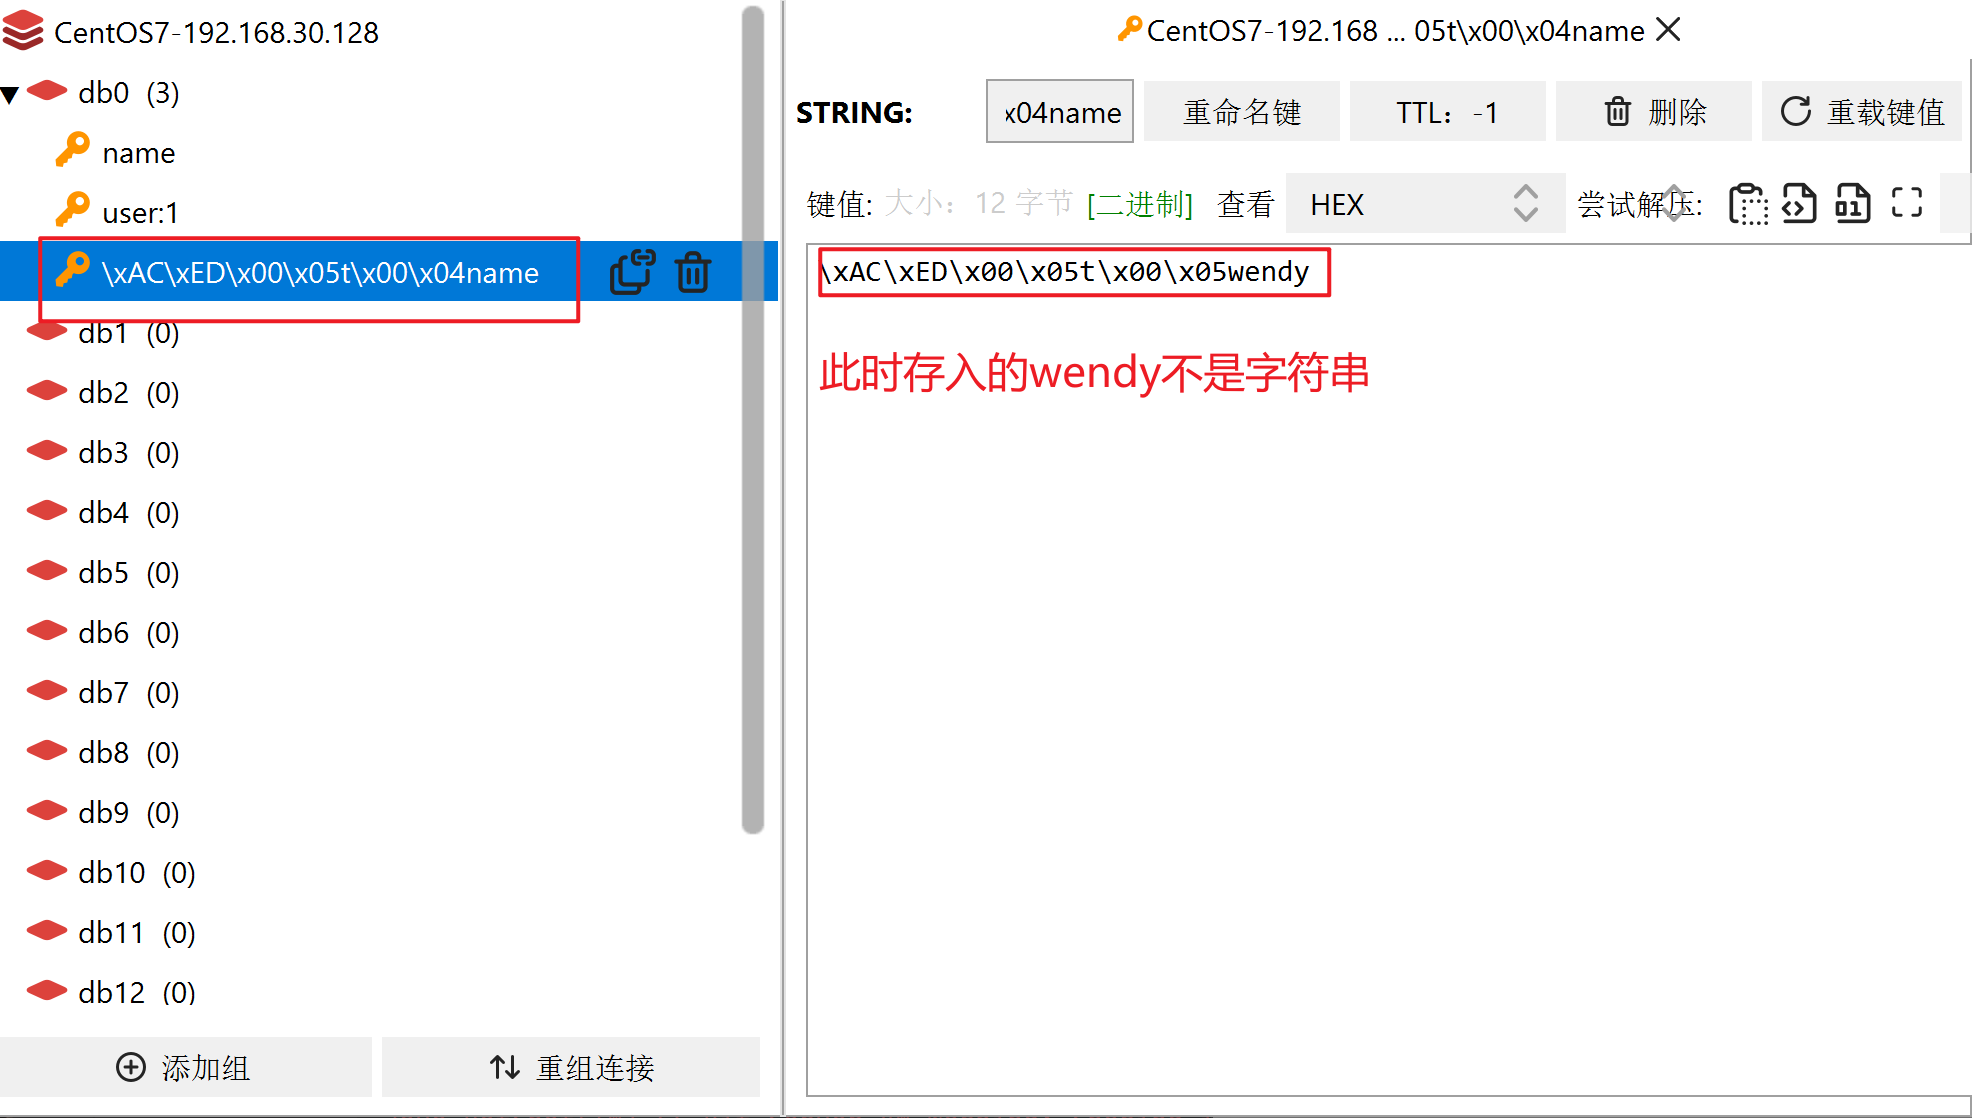 CentOS7-192.168.30.128
db0 (3)
name
user:1
\xAC\xED\x00\x05t\x00\x04name
db1 (0)
db2 (0)
db3 (0)
db4 (0)
db5 (0)
db6 (0)
db7 (0)
db8 (0)
db9 (0)
db10 (0)
db11 (0)
db12 (0)
添加组 重组连接
CentOS7-192.168 ... 05t\x00\x04name
STRING: x04name 重命名键 TTL: -1 删除 重载键值
键值: 大小: 12 字节 [二进制] 查看 HEX 尝试解压:
\xAC\xED\x00\x05t\x00\x05wendy
此时存入的wendy不是字符串